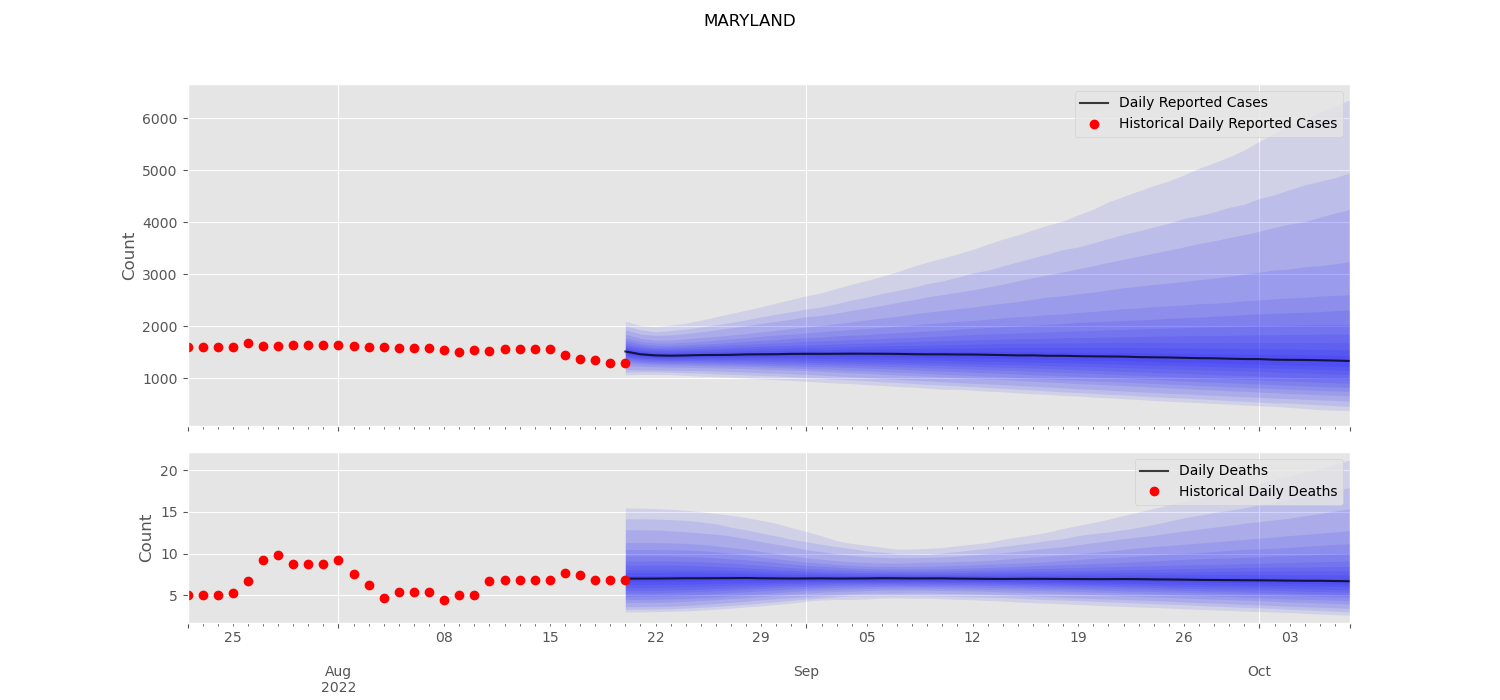 MARYLAND
Daily Reported Cases
Historical Daily Reported Cases
6000
5000
4000
3000
2000
1000
Count
Daily Deaths
Historical Daily Deaths
20
15
10
5
Count
25 08 15 22 29 05 12 19 26 03
Aug Sep Oct
2022